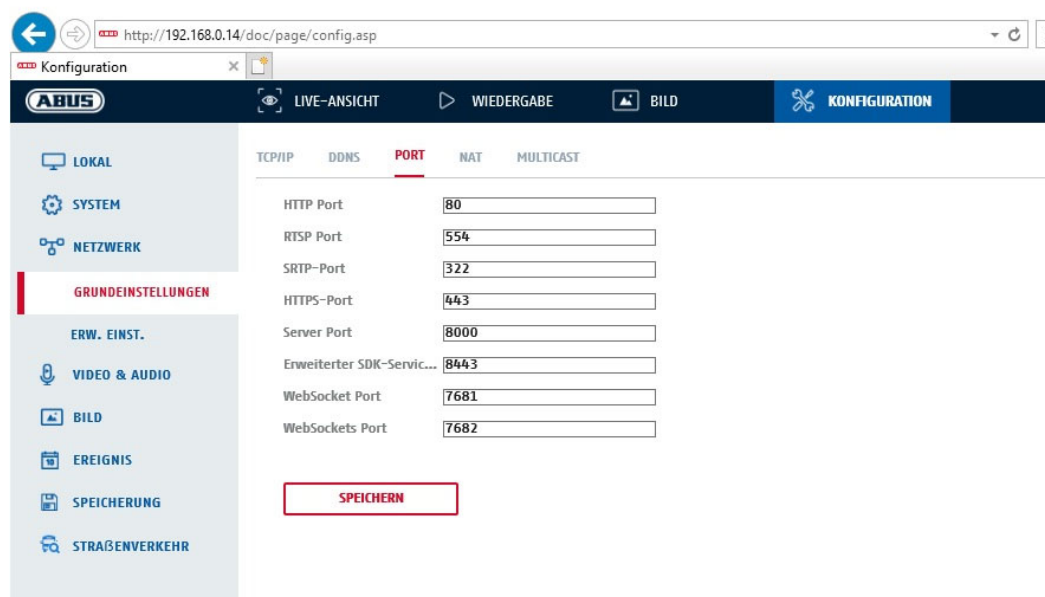 http://192.168.0.14/doc/page/config.asp
Konfiguration
ABUS
LIVE-ANSICHT
WIEDERGABE
BILD
KONFIGURATION
LOKAL
SYSTEM
NETZWERK
GRUNDEINSTELLUNGEN
ERW. EINST.
VIDEO & AUDIO
BILD
EREIGNIS
SPEICHERUNG
STRAßENVERKEHR
TCP/IP DDNS PORT NAT MULTICAST
HTTP Port 80
RTSP Port 554
SRTP-Port 322
HTTPS-Port 443
Server Port 8000
Erweiterter SDK-Servic... 8443
WebSocket Port 7681
WebSockets Port 7682
SPEICHERN